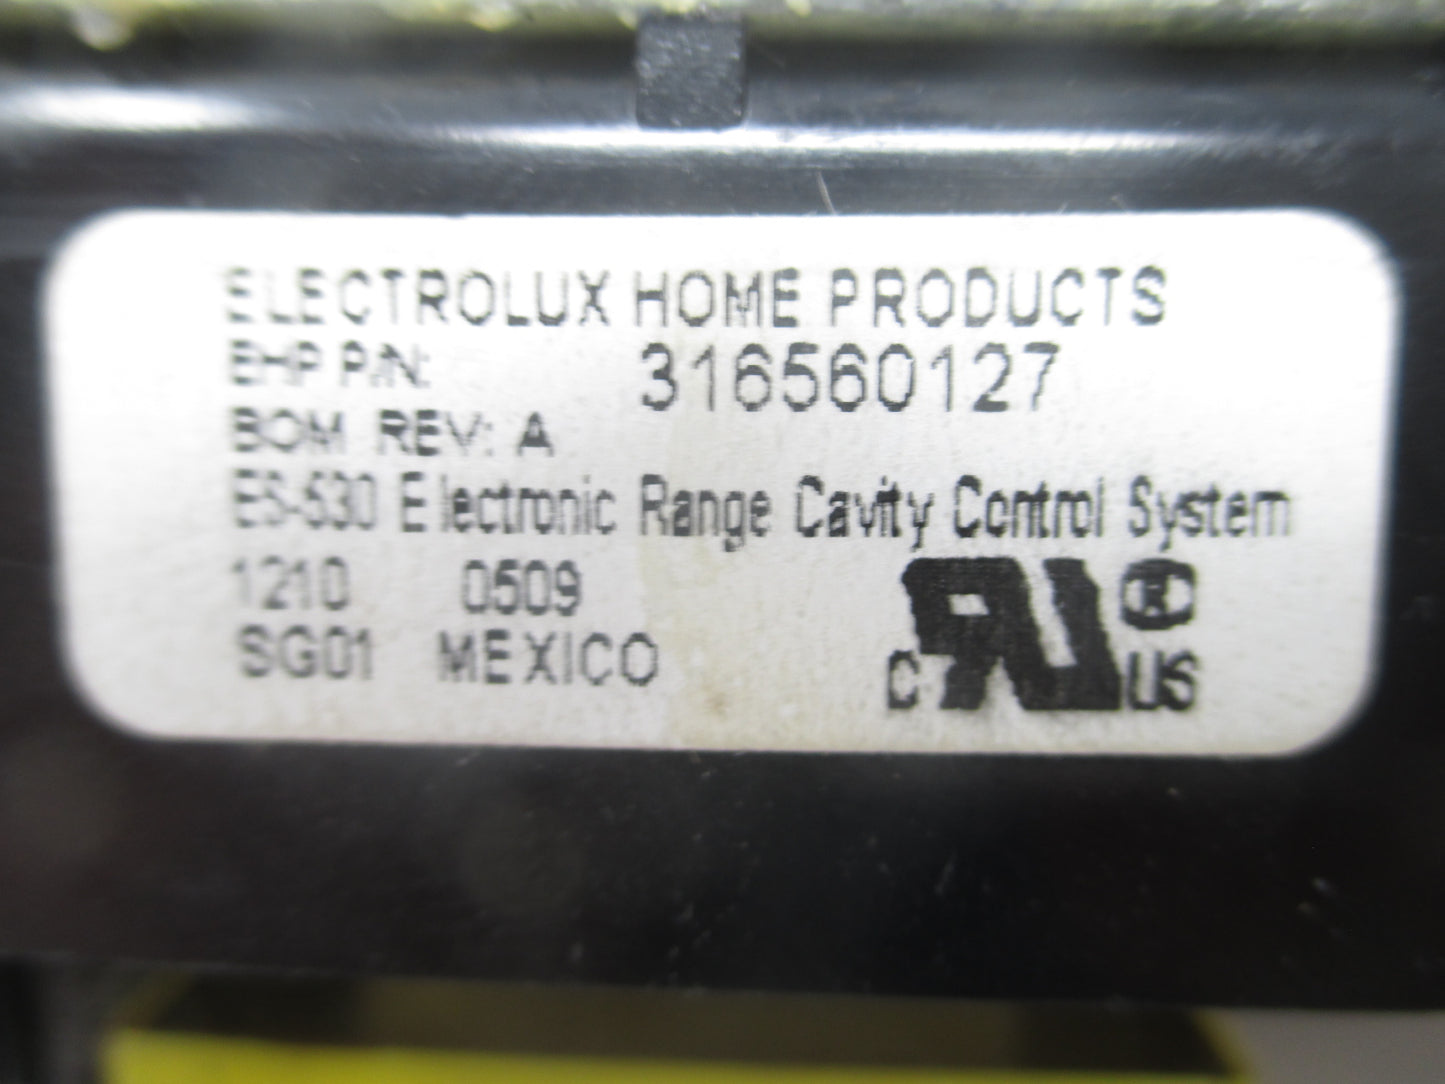 ELECTROLUX HOME PRODUCTS
EHP P/N: 316560127
BOM REV: A
ES-530 Electronic Range Cavity Control System
1210 0509
SG01 MEXICO
C RU US ®